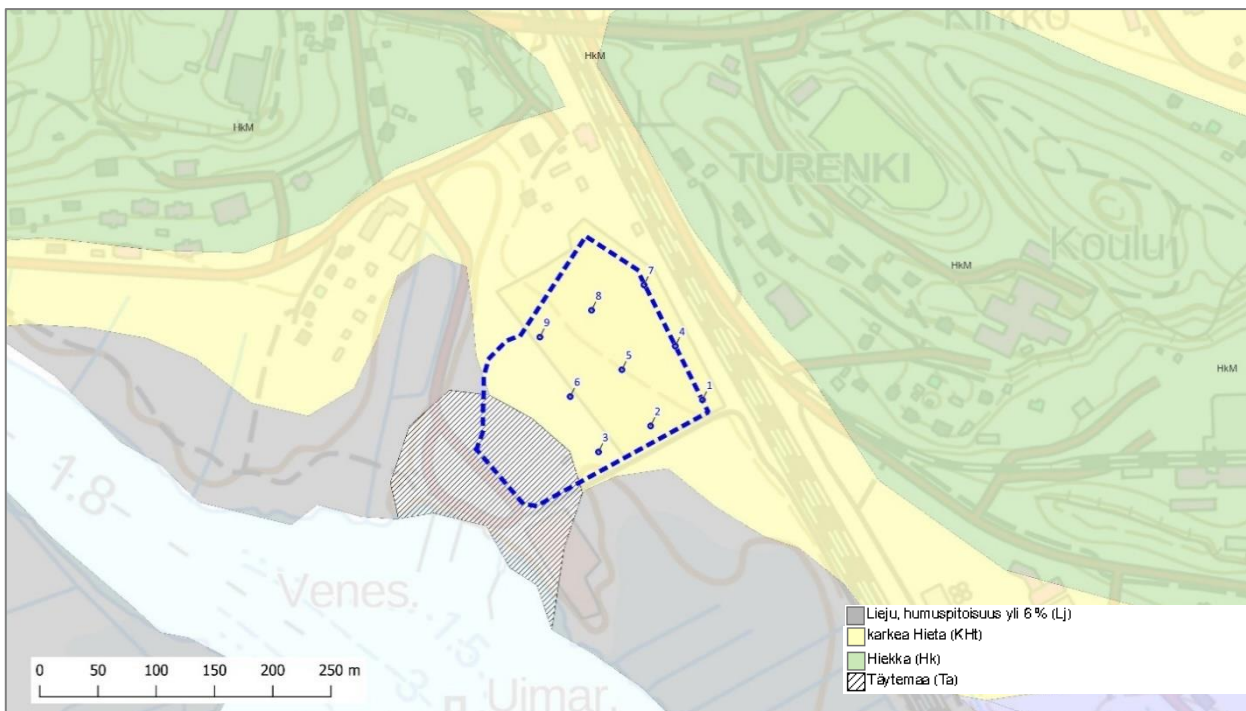 Kirkko
HkM
HkM
TURENKI
Koulu
HkM
HkM
7
8
9
4
5
6
1
2
3
1.8
Venes.
1.5
3
Uimar.
0 50 100 150 200 250 m
Lieju, humuspitoisuus yli 6 % (Lj)
karkea Hieta (KHt)
Hiekka (Hk)
Täytemaa (Ta)